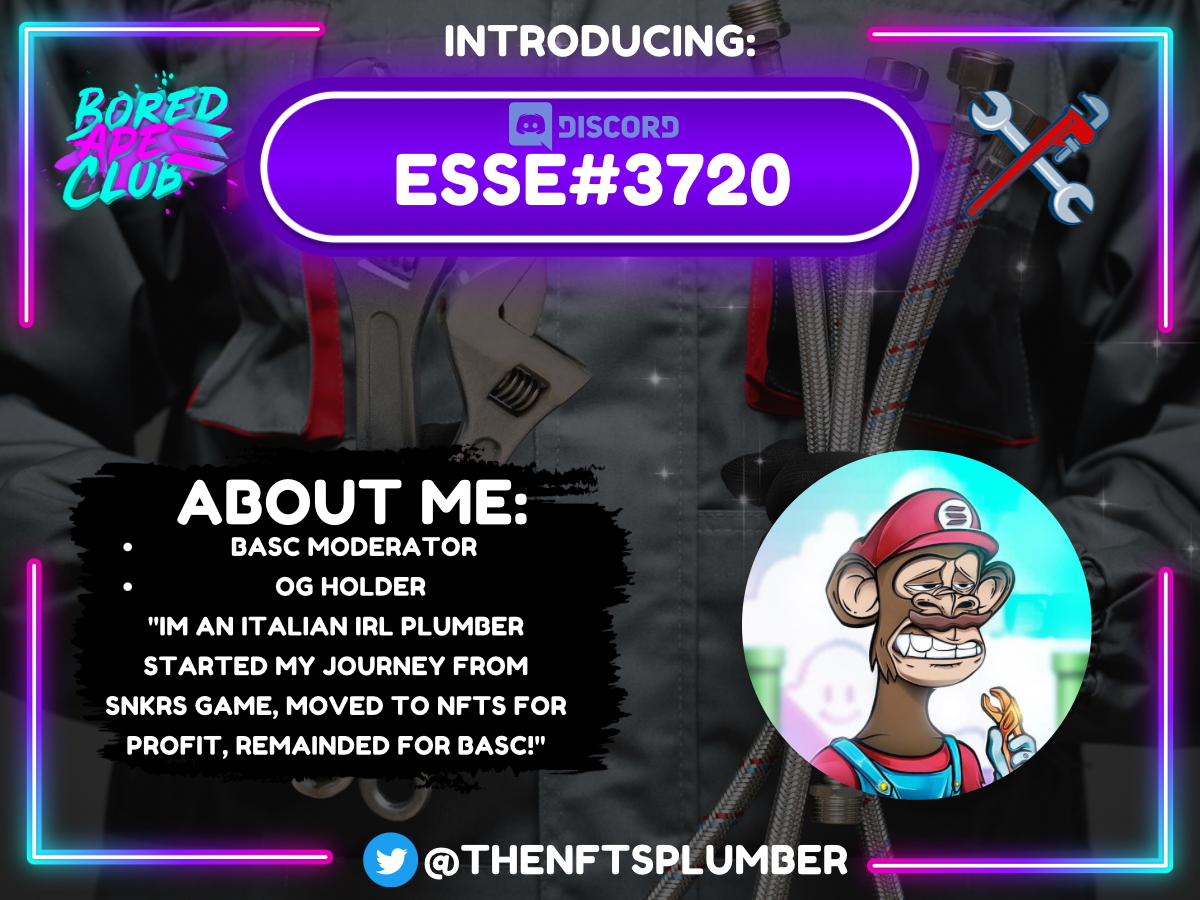 INTRODUCING:
BORED
APE
CLUB
DISCORD
ESSE#3720
ABOUT ME:
• BASC MODERATOR
• OG HOLDER
"IM AN ITALIAN IRL PLUMBER
STARTED MY JOURNEY FROM
SNKRS GAME, MOVED TO NFTS FOR
PROFIT, REMAINDED FOR BASC!"
@THENFTSPLUMBER